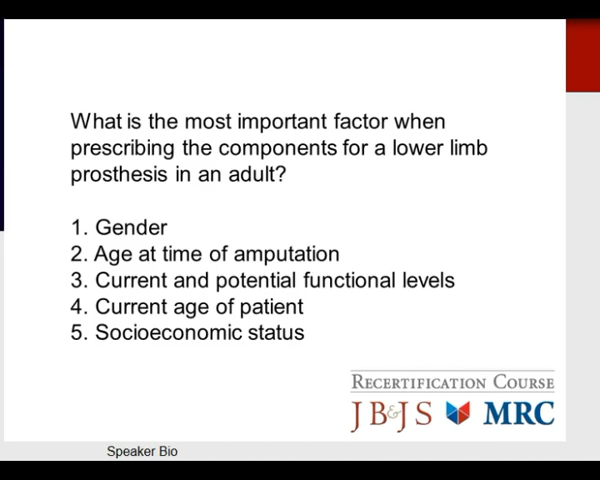 What is the most important factor when
prescribing the components for a lower limb
prosthesis in an adult?
1. Gender
2. Age at time of amputation
3. Current and potential functional levels
4. Current age of patient
5. Socioeconomic status
RECERTIFICATION COURSE
JB&JS MRC
Speaker Bio